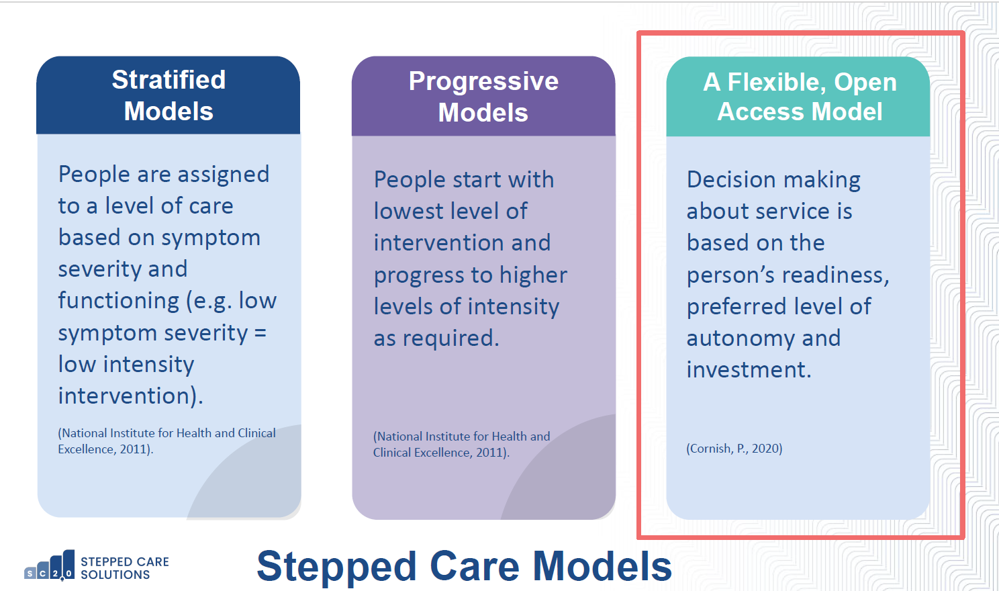 Stratified
Models
People are assigned
to a level of care
based on symptom
severity and
functioning (e.g. low
symptom severity =
low intensity
intervention).
(National Institute for Health and Clinical
Excellence, 2011).
Progressive
Models
People start with
lowest level of
intervention and
progress to higher
levels of intensity
as required.
(National Institute for Health and
Clinical Excellence, 2011).
A Flexible, Open
Access Model
Decision making
about service is
based on the
person’s readiness,
preferred level of
autonomy and
investment.
(Cornish, P., 2020)
SC2.0
STEPPED CARE
SOLUTIONS
Stepped Care Models